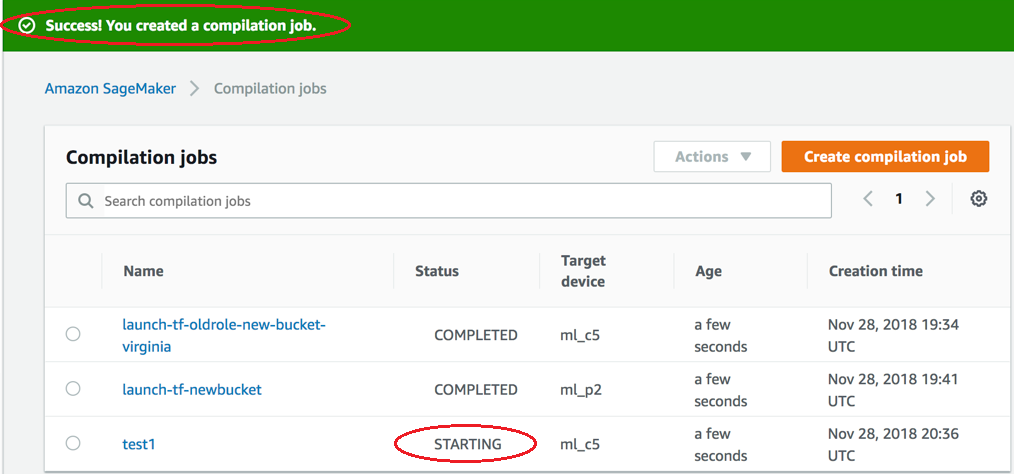 Success! You created a compilation job.
Amazon SageMaker > Compilation jobs
Compilation jobs
Actions
Create compilation job
Search compilation jobs
1
Name
Status
Target
device
Age
Creation time
launch-tf-oldrole-new-bucket-
virginia
COMPLETED
ml_c5
a few
seconds
Nov 28, 2018 19:34
UTC
launch-tf-newbucket
COMPLETED
ml_p2
a few
seconds
Nov 28, 2018 19:41
UTC
test1
STARTING
ml_c5
a few
seconds
Nov 28, 2018 20:36
UTC